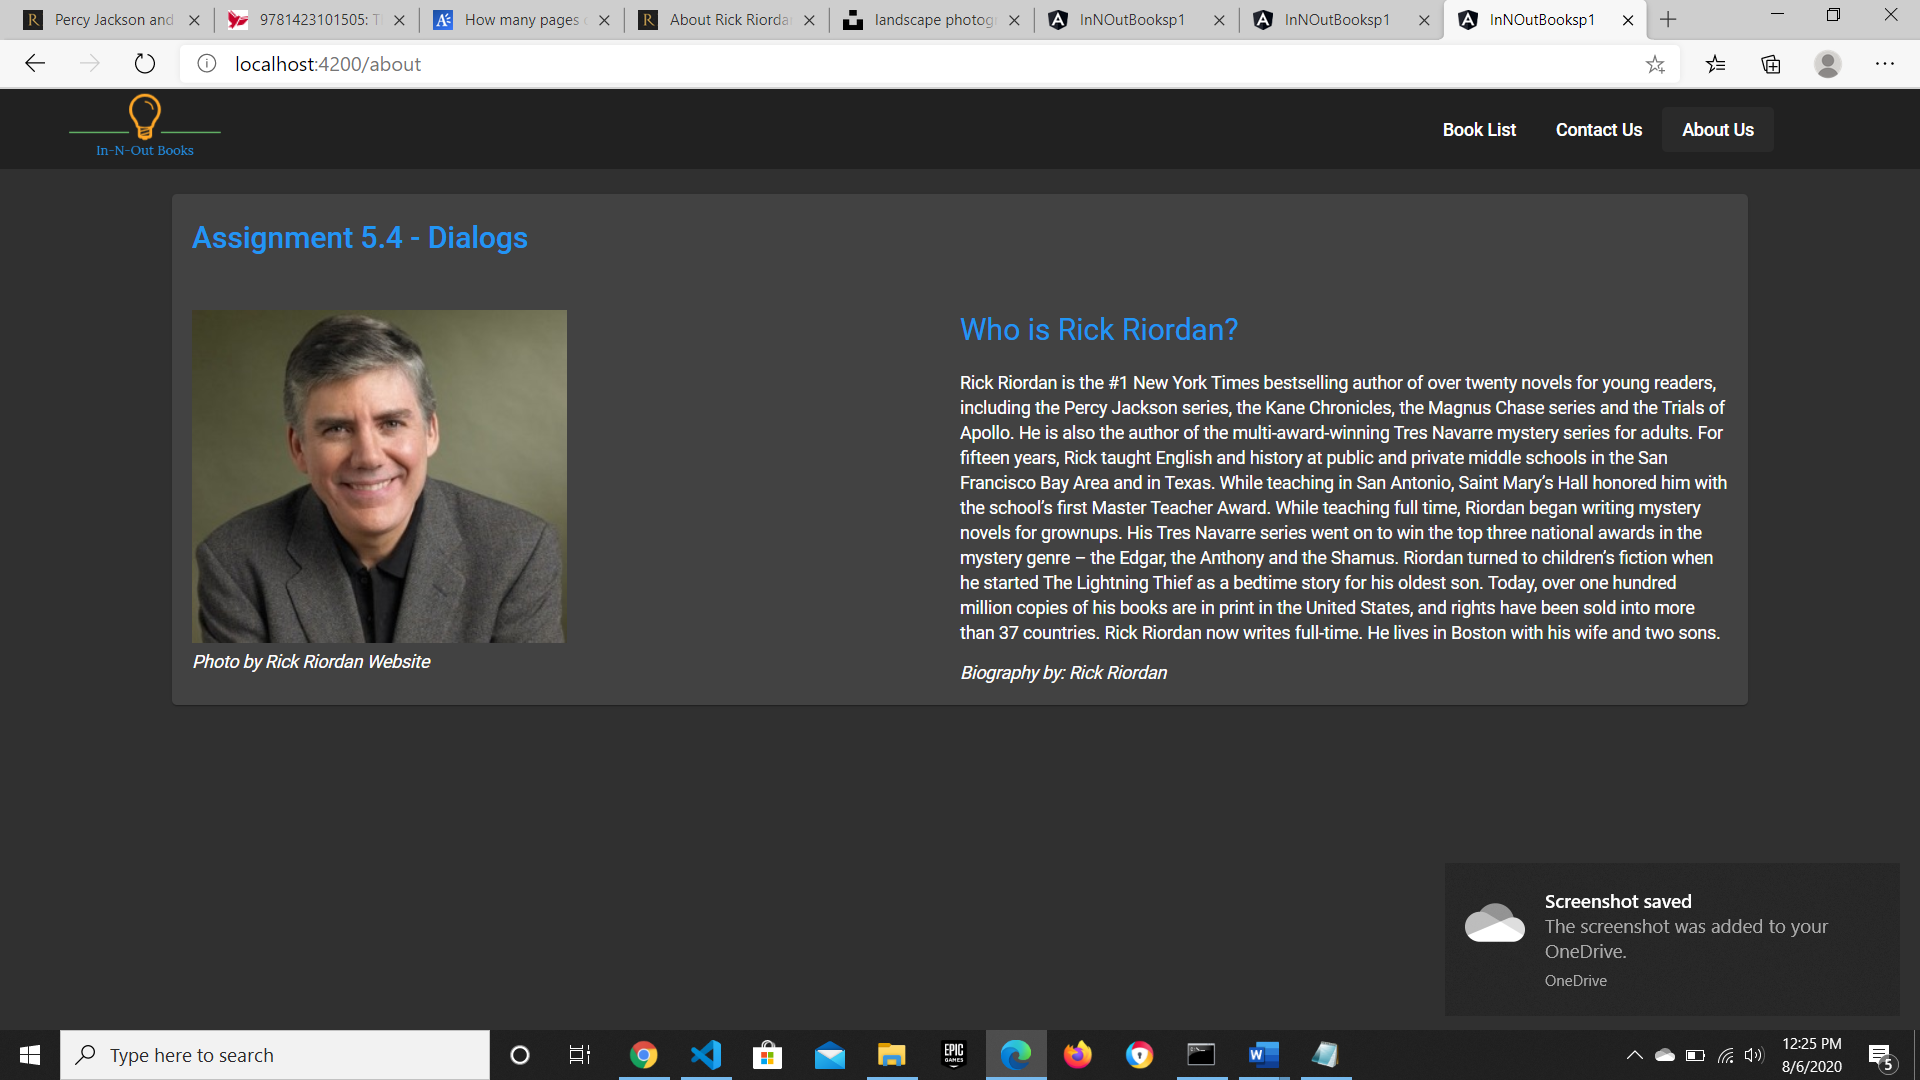 Percy Jackson and
9781423101505: T
How many pages
About Rick Riorda
landscape photog
InNOutBooksp1
InNOutBooksp1
InNOutBooksp1
localhost:4200/about
In-N-Out Books
Book List
Contact Us
About Us
Assignment 5.4 - Dialogs
Photo by Rick Riordan Website
Who is Rick Riordan?
Rick Riordan is the #1 New York Times bestselling author of over twenty novels for young readers,
including the Percy Jackson series, the Kane Chronicles, the Magnus Chase series and the Trials of
Apollo. He is also the author of the multi-award-winning Tres Navarre mystery series for adults. For
fifteen years, Rick taught English and history at public and private middle schools in the San
Francisco Bay Area and in Texas. While teaching in San Antonio, Saint Mary’s Hall honored him with
the school’s first Master Teacher Award. While teaching full time, Riordan began writing mystery
novels for grownups. His Tres Navarre series went on to win the top three national awards in the
mystery genre – the Edgar, the Anthony and the Shamus. Riordan turned to children’s fiction when
he started The Lightning Thief as a bedtime story for his oldest son. Today, over one hundred
million copies of his books are in print in the United States, and rights have been sold into more
than 37 countries. Rick Riordan now writes full-time. He lives in Boston with his wife and two sons.
Biography by: Rick Riordan
Screenshot saved
The screenshot was added to your
OneDrive.
OneDrive
Type here to search
EPIC
GAMES
12:25 PM
8/6/2020
5